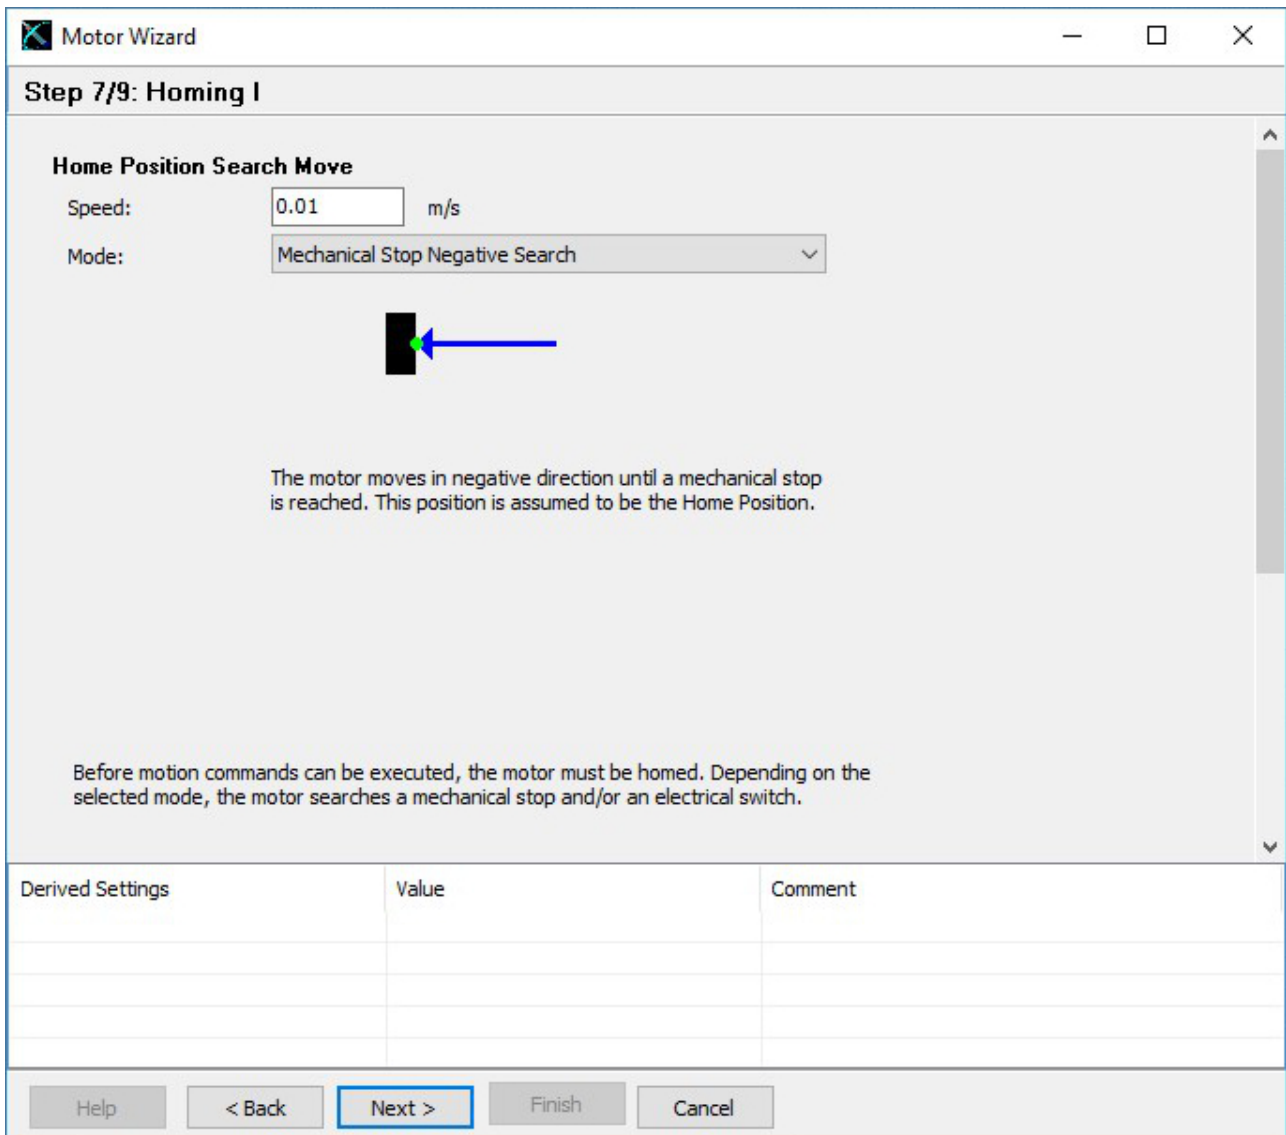 Motor Wizard
Step 7/9: Homing I
Home Position Search Move
Speed: 0.01 m/s
Mode: Mechanical Stop Negative Search
The motor moves in negative direction until a mechanical stop
is reached. This position is assumed to be the Home Position.
Before motion commands can be executed, the motor must be homed. Depending on the
selected mode, the motor searches a mechanical stop and/or an electrical switch.
Derived Settings Value Comment
Help < Back Next > Finish Cancel